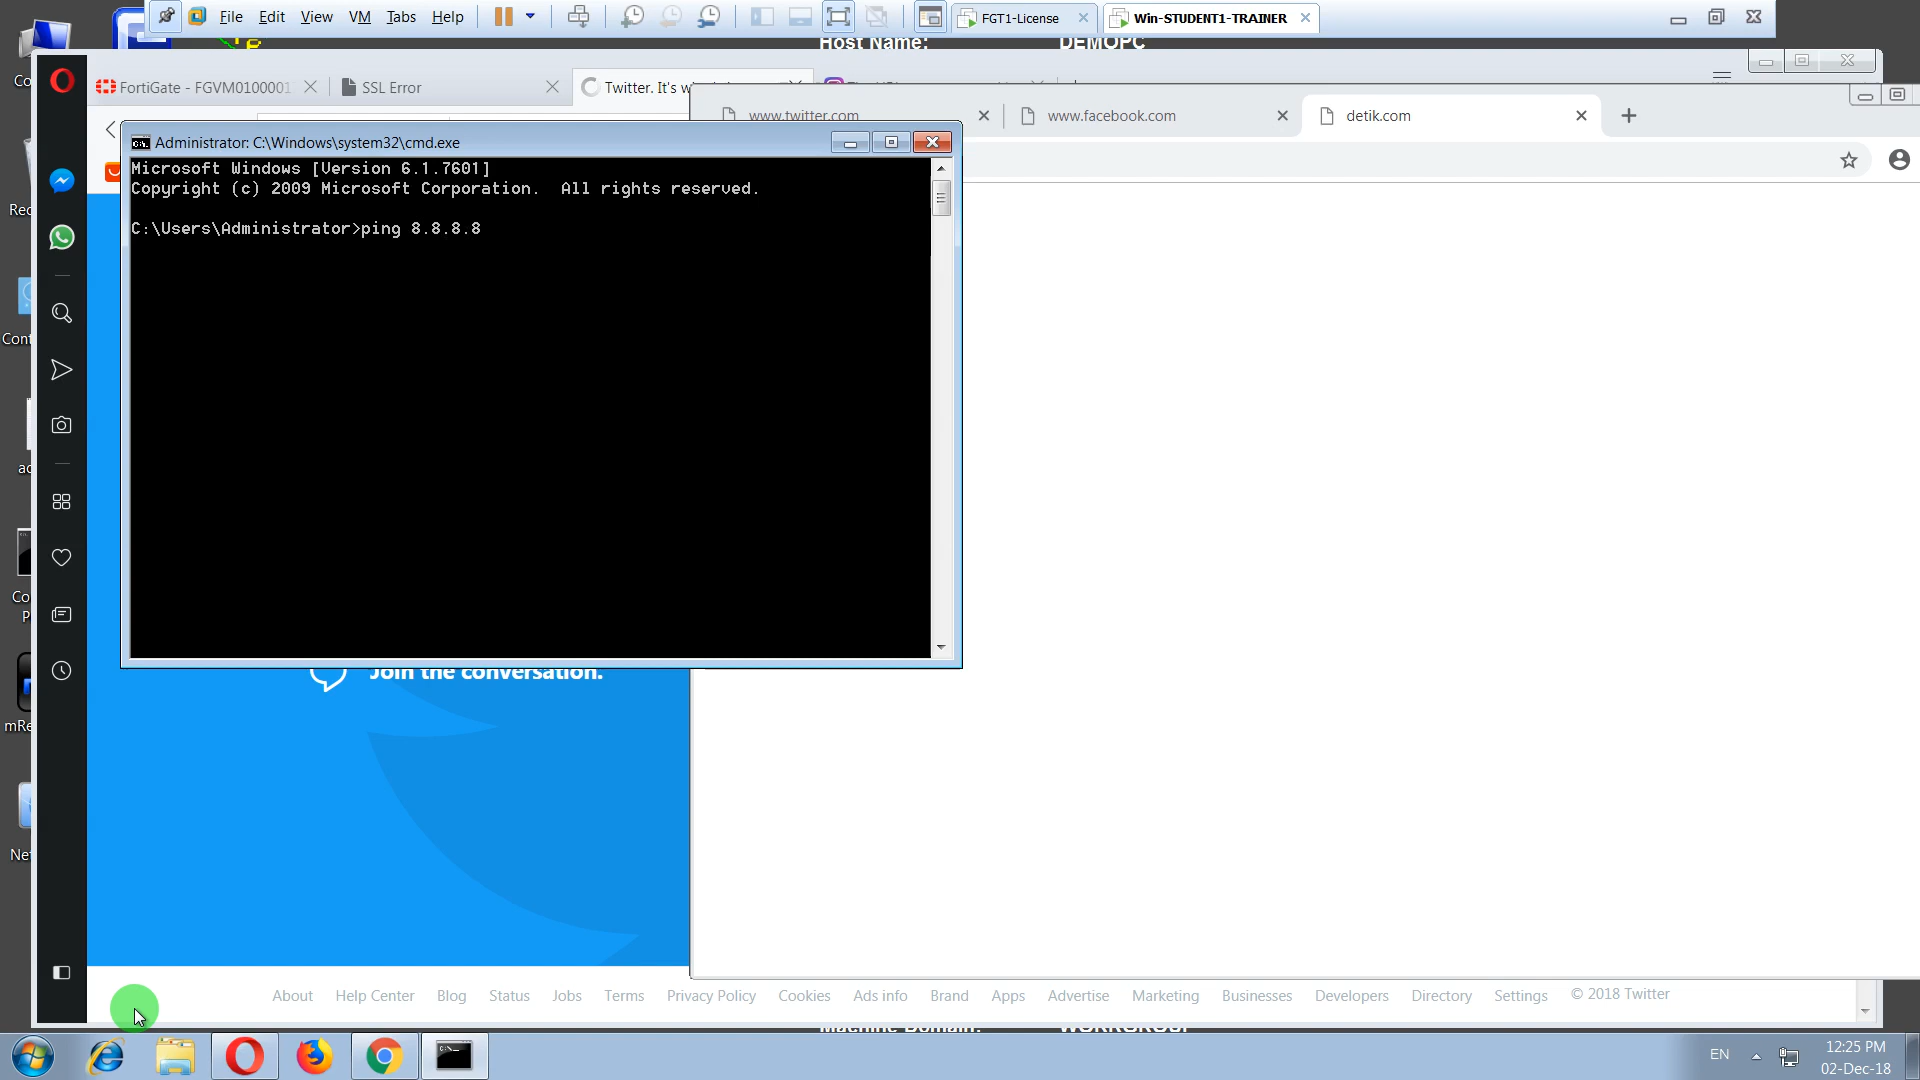 File Edit View VM Tabs Help
FGT1-License
Win-STUDENT1-TRAINER
Host Name: DEMOPC
FortiGate - FGVM0100001
SSL Error
Twitter. It's w
www.twitter.com
www.facebook.com
detik.com
Administrator: C:\Windows\system32\cmd.exe
Microsoft Windows [Version 6.1.7601]
Copyright (c) 2009 Microsoft Corporation. All rights reserved.
C:\Users\Administrator>ping 8.8.8.8
Join the conversation.
About Help Center Blog Status Jobs Terms Privacy Policy Cookies Ads info Brand Apps Advertise Marketing Businesses Developers Directory Settings © 2018 Twitter
Machine Domain: WORKGROUP
EN
12:25 PM
02-Dec-18